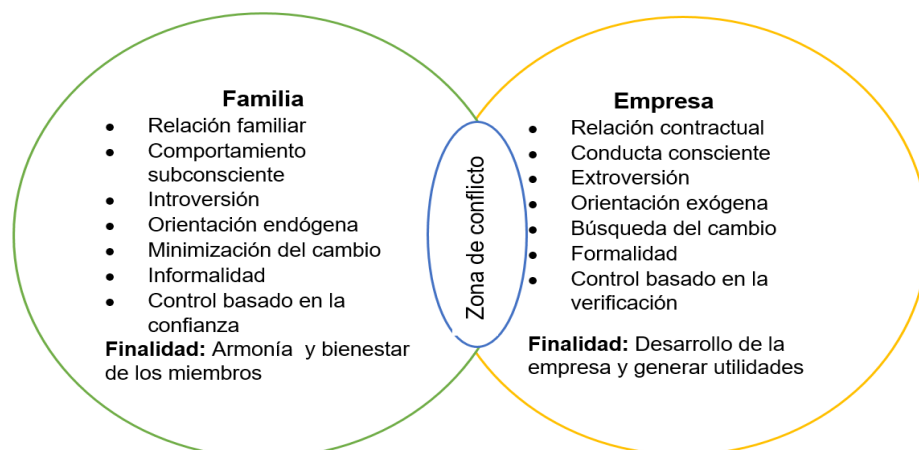 Familia
• Relación familiar
• Comportamiento
subconsciente
• Introversión
• Orientación endógena
• Minimización del cambio
• Informalidad
• Control basado en la
confianza
Finalidad: Armonía y bienestar
de los miembros
Zona de conflicto
Empresa
• Relación contractual
• Conducta consciente
• Extroversión
• Orientación exógena
• Búsqueda del cambio
• Formalidad
• Control basado en la
verificación
Finalidad: Desarrollo de la
empresa y generar utilidades